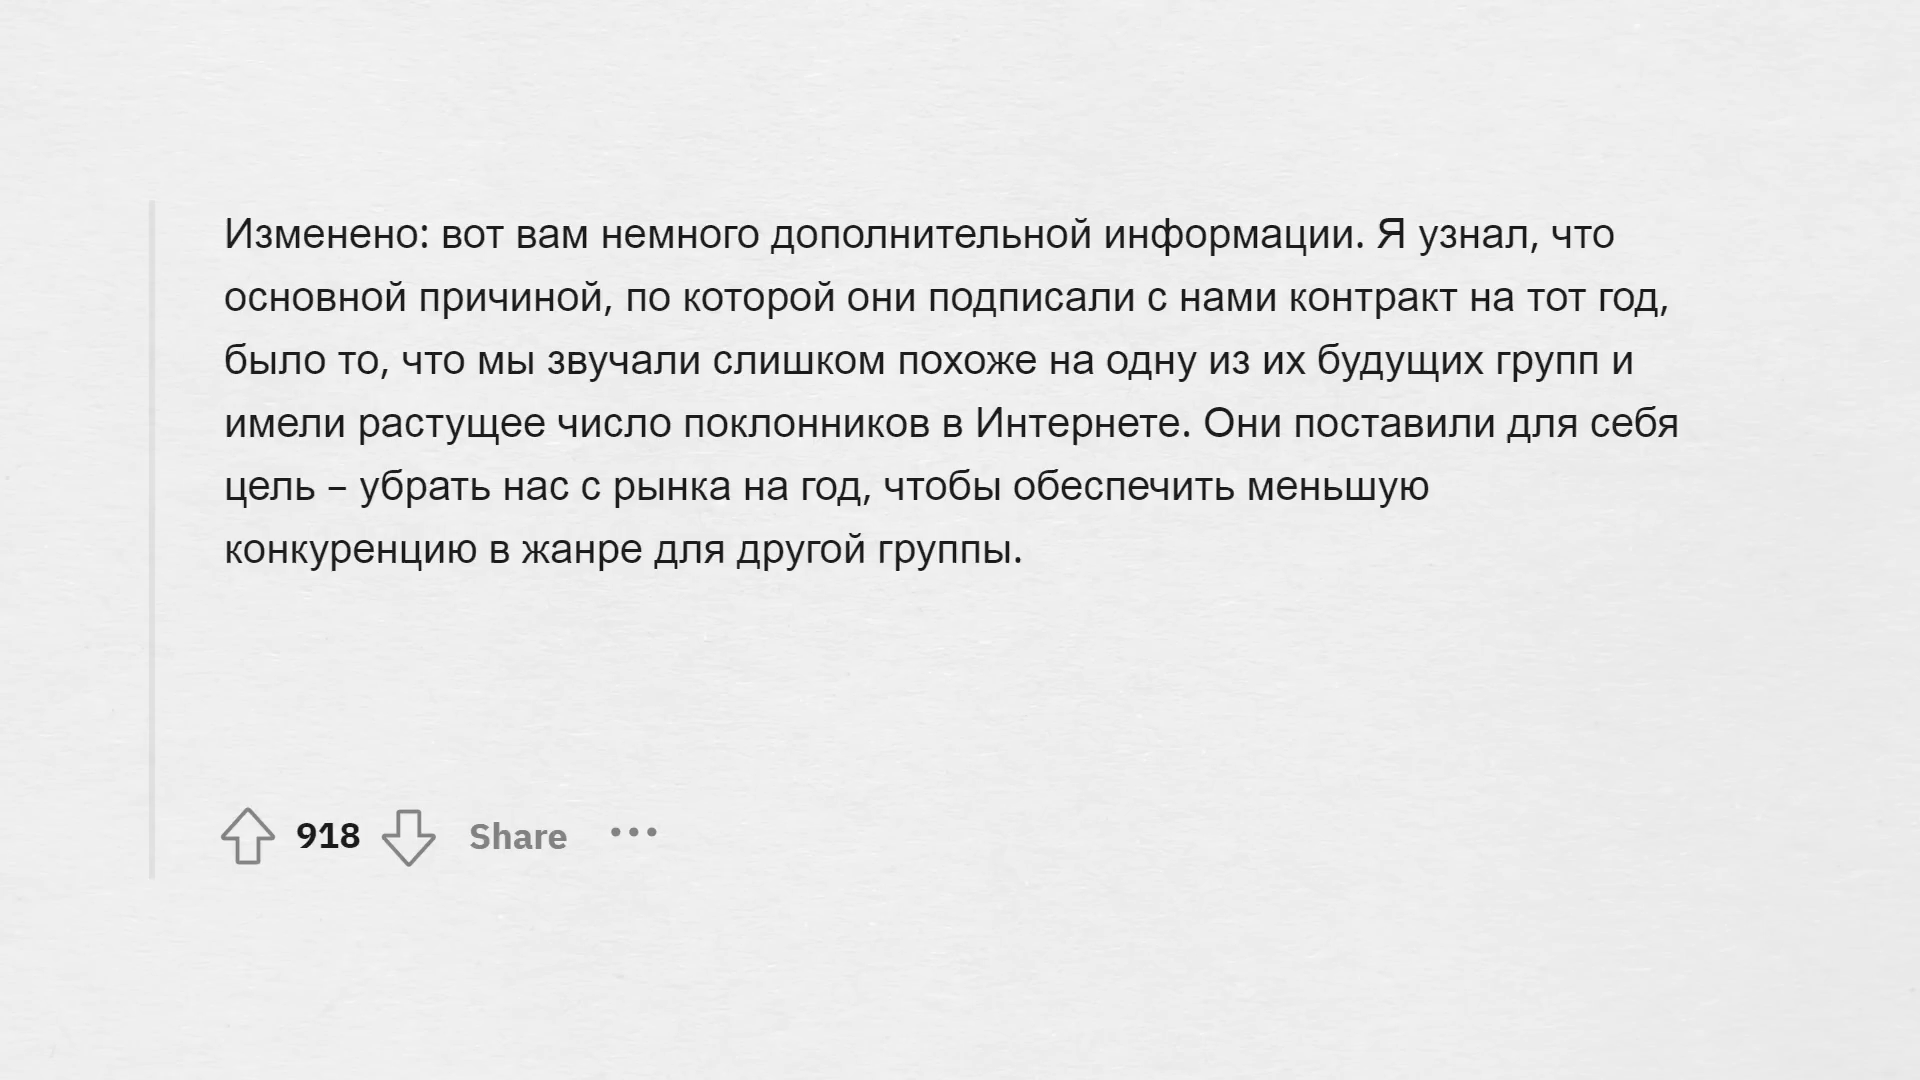 Изменено: вот вам немного дополнительной информации. Я узнал, что
основной причиной, по которой они подписали с нами контракт на тот год,
было то, что мы звучали слишком похоже на одну из их будущих групп и
имели растущее число поклонников в Интернете. Они поставили для себя
цель – убрать нас с рынка на год, чтобы обеспечить меньшую
конкуренцию в жанре для другой группы.
918 Share